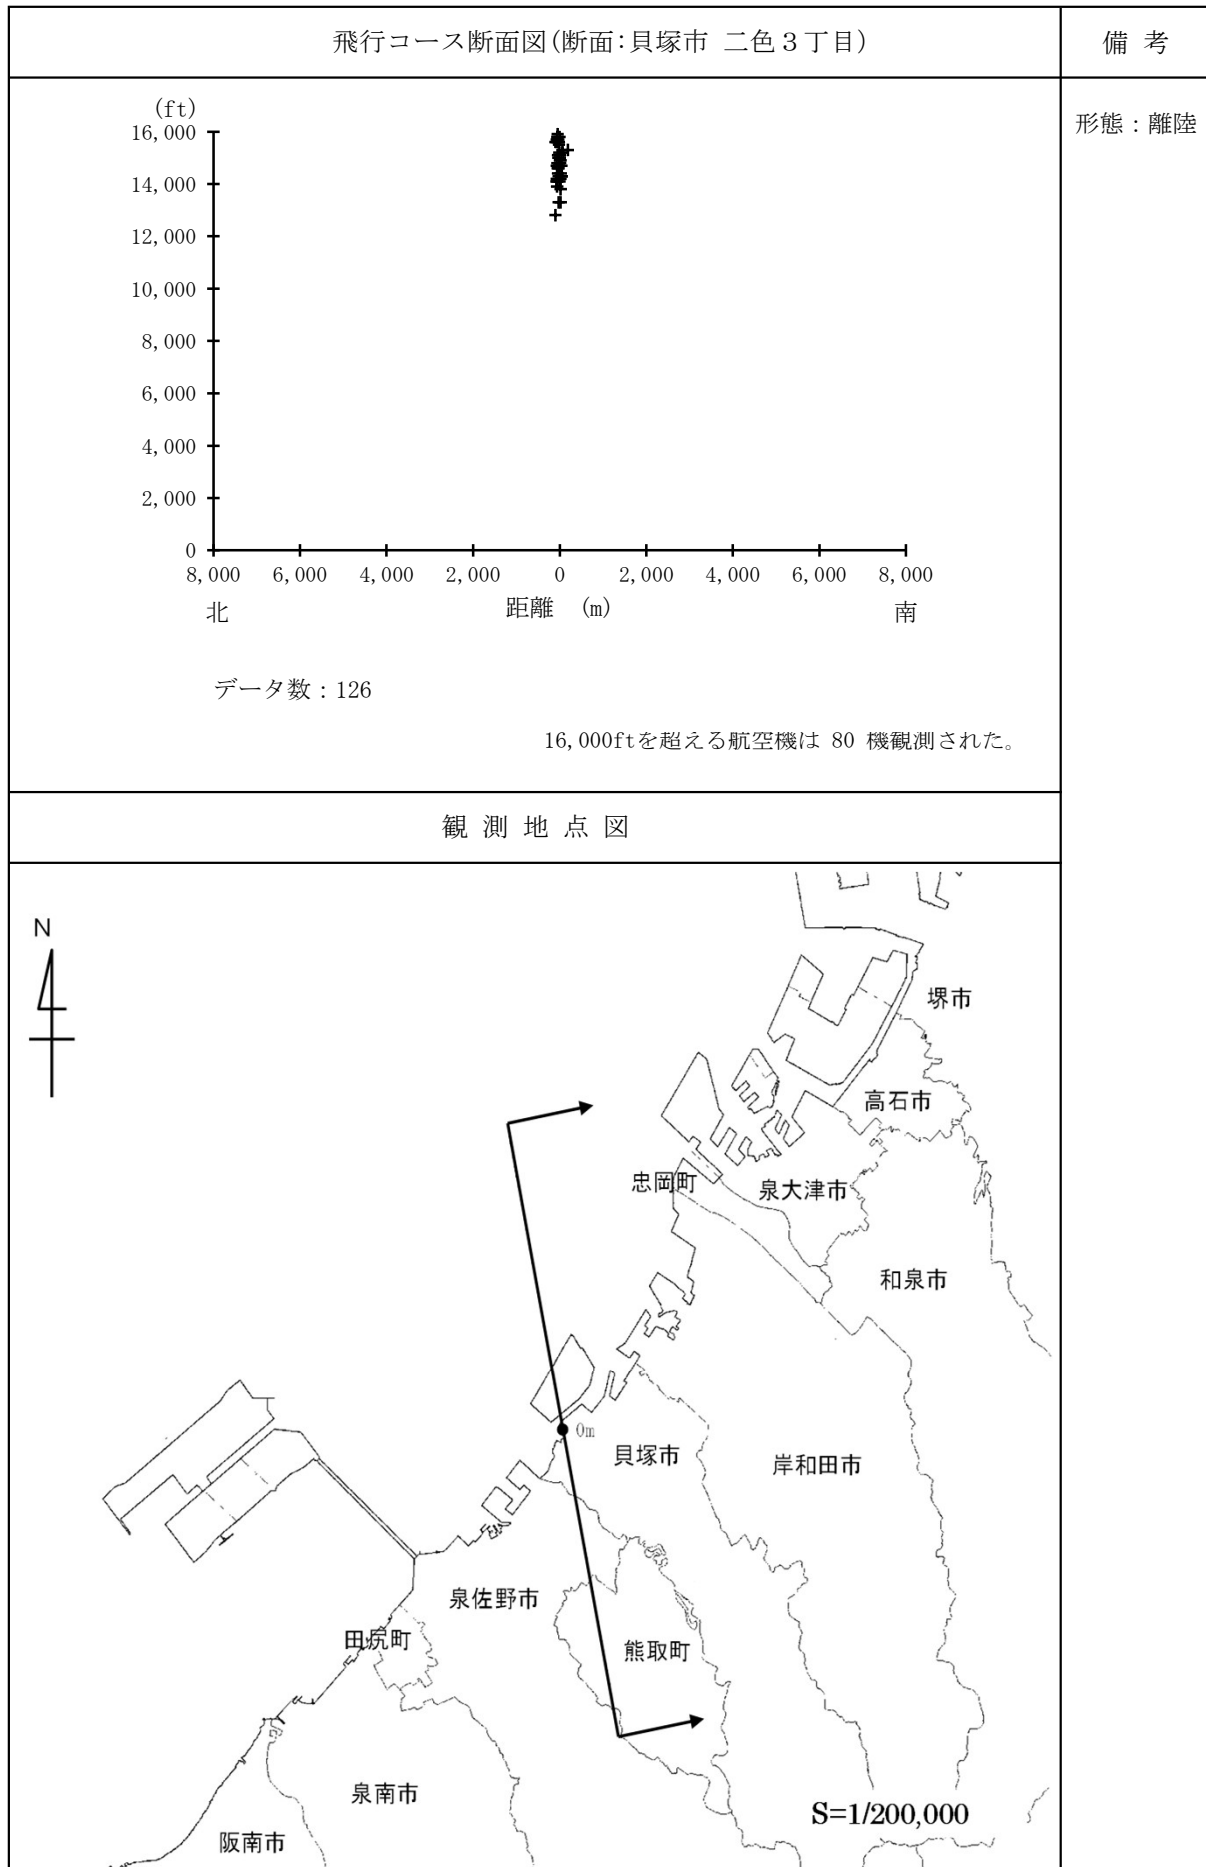 飛行コース断面図(断面:貝塚市 二色３丁目)
備 考
形態：離陸
(ft)
16,000
14,000
12,000
10,000
8,000
6,000
4,000
2,000
0
8,000 6,000 4,000 2,000 0 2,000 4,000 6,000 8,000
北 距離 (m) 南
データ数：126
16,000ftを超える航空機は 80 機観測された。
観 測 地 点 図
N
堺市
高石市
忠岡町
泉大津市
和泉市
0m
貝塚市
岸和田市
泉佐野市
田尻町
熊取町
泉南市
S=1/200,000
阪南市